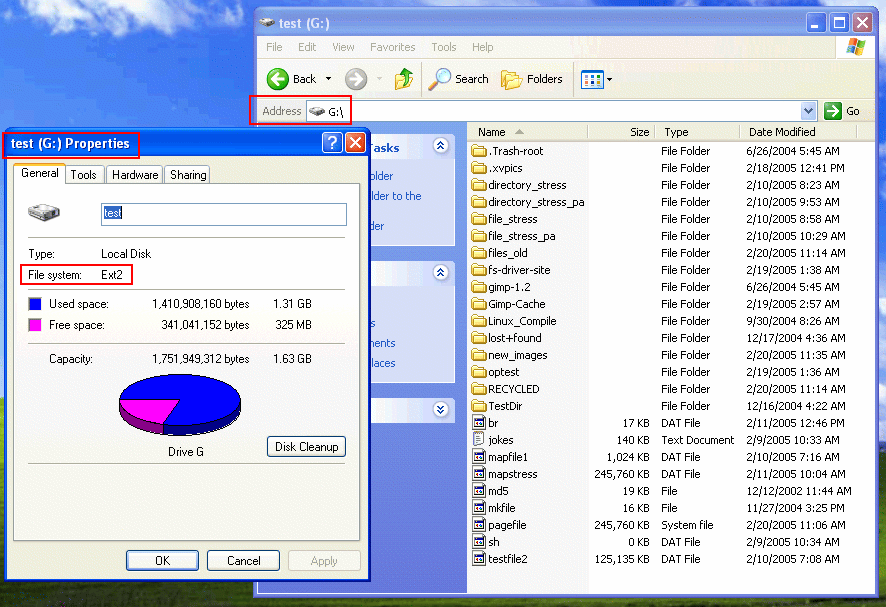 test (G:)
File Edit View Favorites Tools Help
Back Search Folders
Address G:\ Go
Tasks
Name Size Type Date Modified
.Trash-root File Folder 6/26/2004 5:45 AM
.xvpics File Folder 2/18/2005 12:41 PM
directory_stress File Folder 2/10/2005 8:23 AM
directory_stress_pa File Folder 2/10/2005 9:53 AM
file_stress File Folder 2/10/2005 8:58 AM
file_stress_pa File Folder 2/10/2005 10:29 AM
files_old File Folder 2/20/2005 11:14 AM
fs-driver-site File Folder 2/19/2005 1:38 AM
gimp-1.2 File Folder 6/26/2004 5:45 AM
Gimp-Cache File Folder 2/19/2005 2:57 AM
Linux_Compile File Folder 9/30/2004 8:26 AM
lost+found File Folder 12/17/2004 4:36 AM
new_images File Folder 2/20/2005 11:35 AM
optest File Folder 2/19/2005 1:36 AM
RECYCLED File Folder 2/20/2005 11:14 AM
TestDir File Folder 12/16/2004 4:22 AM
br 17 KB DAT File 2/11/2005 12:46 PM
jokes 140 KB Text Document 2/9/2005 10:33 AM
mapfile1 1,024 KB DAT File 2/10/2005 7:16 AM
mapstress 245,760 KB DAT File 2/11/2005 10:04 AM
md5 19 KB File 12/12/2002 11:44 AM
mkfile 16 KB File 11/27/2004 3:25 PM
pagefile 245,760 KB System file 2/20/2005 11:06 AM
sh 0 KB DAT File 2/9/2005 10:34 AM
testfile2 125,135 KB DAT File 2/10/2005 7:08 AM
older
older to the
der
s
ments
laces
test (G:) Properties
General Tools Hardware Sharing
test
Type: Local Disk
File system: Ext2
Used space: 1,410,908,160 bytes 1.31 GB
Free space: 341,041,152 bytes 325 MB
Capacity: 1,751,949,312 bytes 1.63 GB
Drive G
Disk Cleanup
OK Cancel Apply